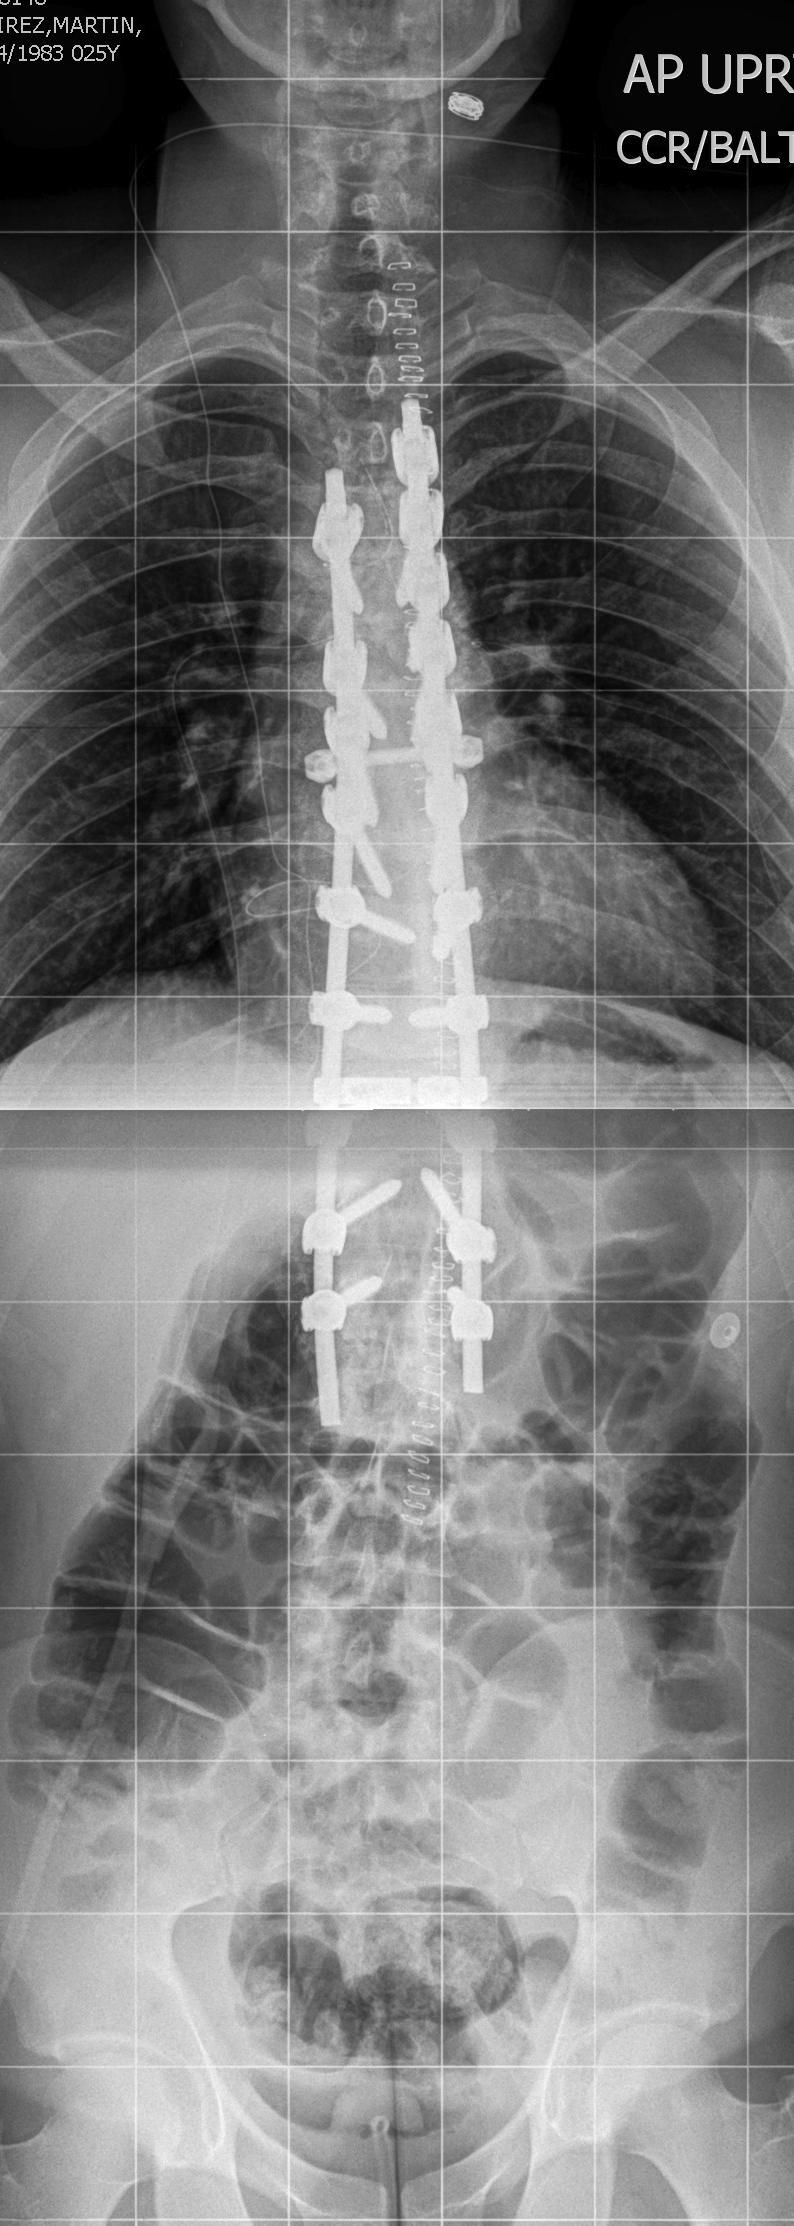 IREZ,MARTIN,
4/1983 025Y
AP UPR
CCR/BALT